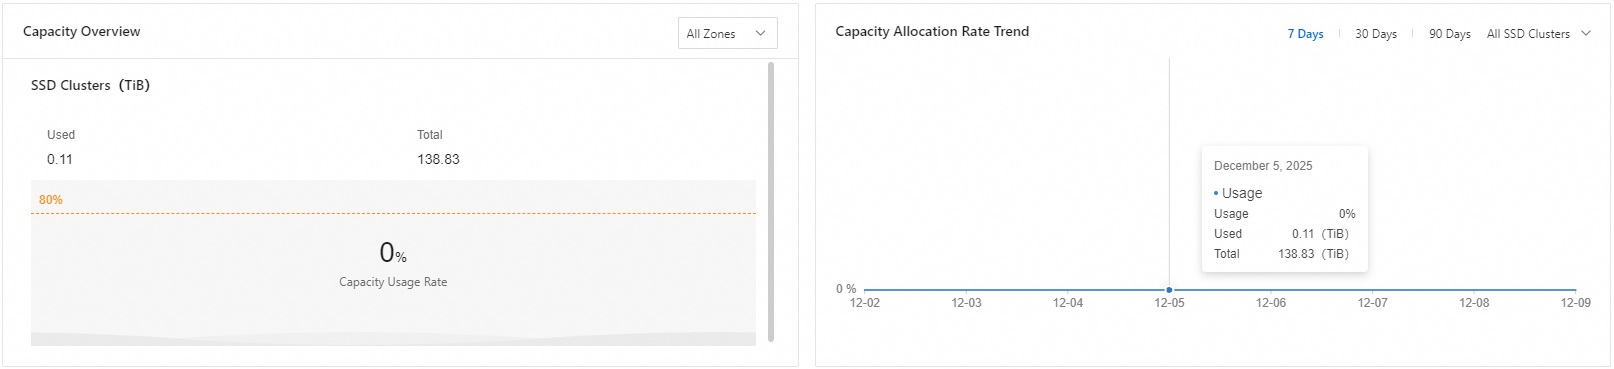 Capacity Overview
All Zones
SSD Clusters (TiB)
Used
Total
0.11
138.83
80%
0%
Capacity Usage Rate
Capacity Allocation Rate Trend
7 Days
30 Days
90 Days
All SSD Clusters
December 5, 2025
Usage
Usage 0%
Used 0.11 (TiB)
Total 138.83 (TiB)
0 %
12-02 12-03 12-04 12-05 12-06 12-07 12-08 12-09